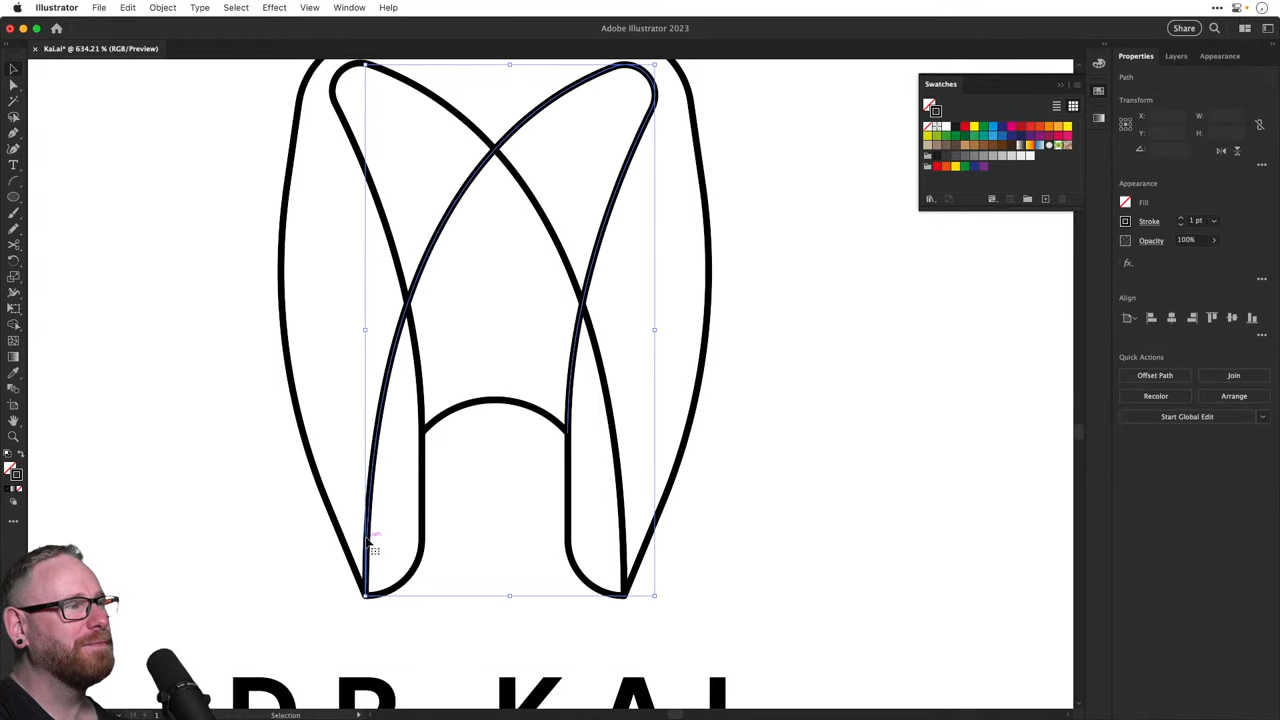 Illustrator File Edit Object Type Select Effect View Window Help
Adobe Illustrator 2023
Share
Kai.ai* @ 634.21 % (RGB/Preview)
Swatches
Properties Layers Appearance
Path
Transform
X: W:
Y: H:
Appearance
Fill
Stroke 1 pt
Opacity 100%
fx
Align
Quick Actions
Offset Path Join
Recolor Arrange
Start Global Edit
DR KAI
1 Selection